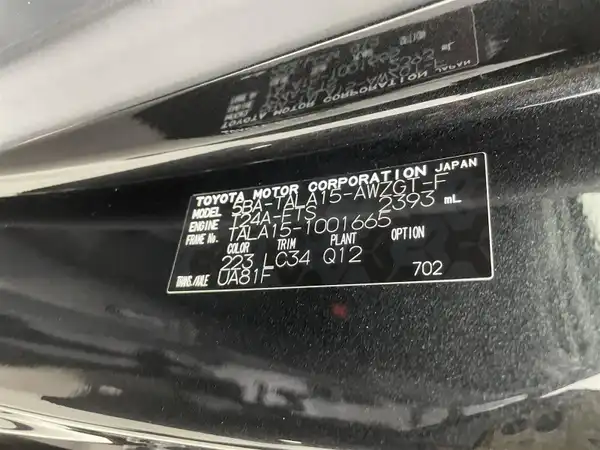 TOYOTA MOTOR CORPORATION JAPAN
MODEL 5BA-TALA15-AWZGT-F
ENGINE T24A-FTS 2393 mL
FRAME No. TALA15-1001665
COLOR TRIM PLANT OPTION
223 LC34 Q12
TRANS./AXLE UA81F 702